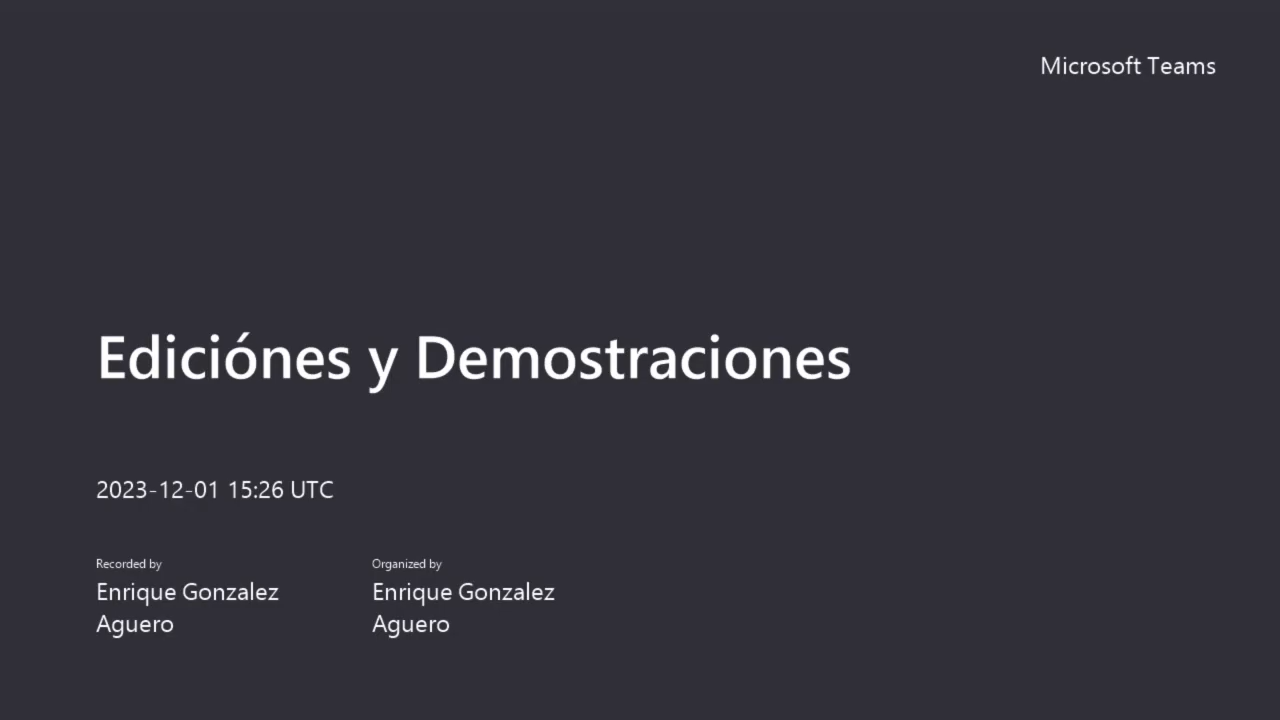 Microsoft Teams
Ediciónes y Demostraciones
2023-12-01 15:26 UTC
Recorded by
Enrique Gonzalez
Aguero
Organized by
Enrique Gonzalez
Aguero